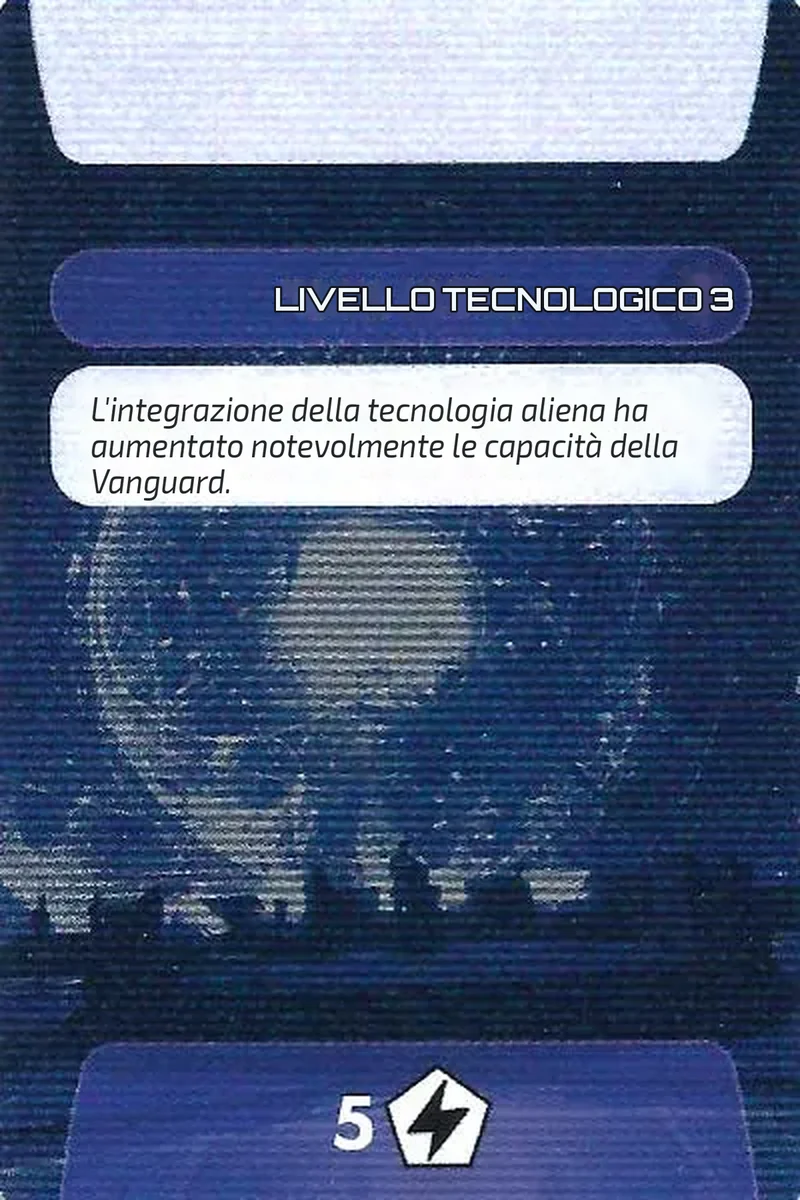 LIVELLO TECNOLOGICO 3
L'integrazione della tecnologia aliena ha
aumentato notevolmente le capacità della
Vanguard.
5